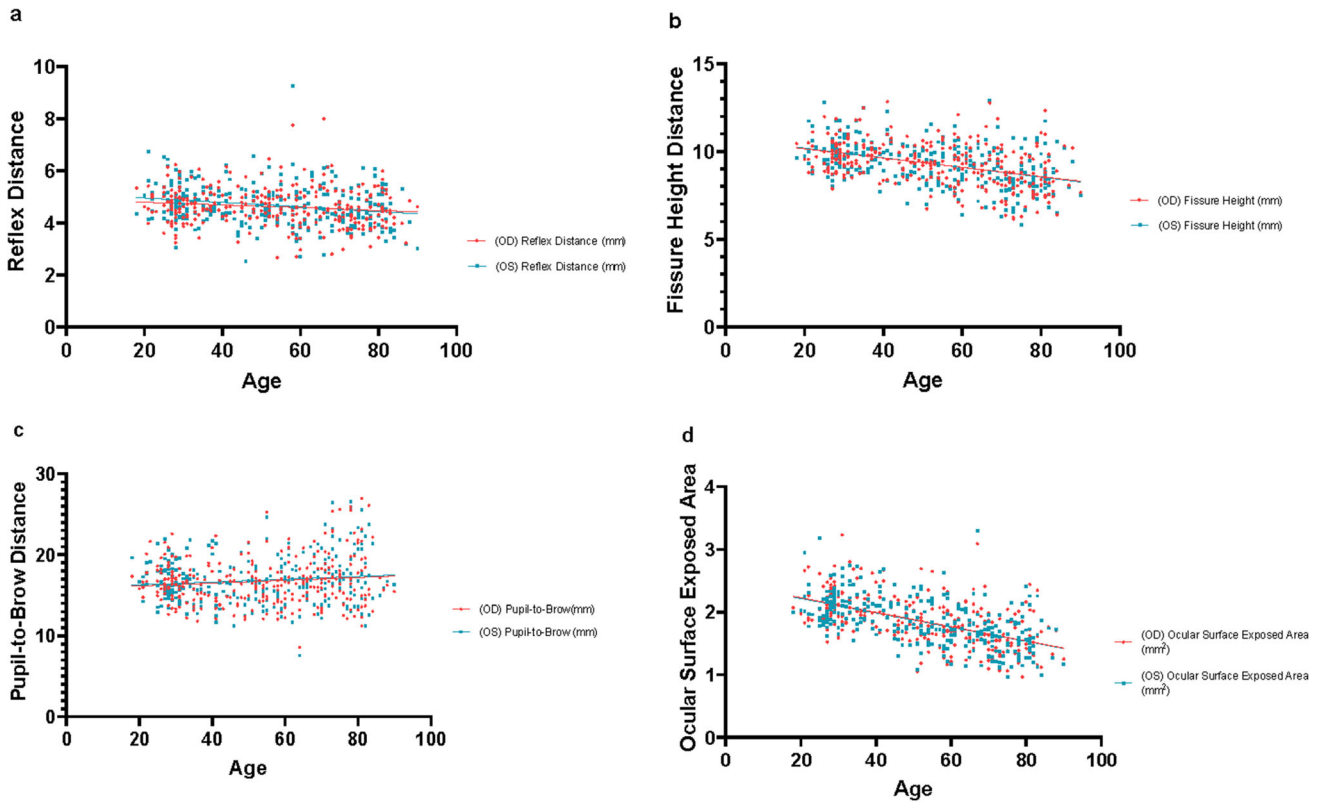 a
10
8
6
4
2
0
0 20 40 60 80 100
Reflex Distance
Age
(OD) Reflex Distance (mm)
(OS) Reflex Distance (mm)
b
15
10
5
0
0 20 40 60 80 100
Fissure Height Distance
Age
(OD) Fissure Height (mm)
(OS) Fissure Height (mm)
c
30
20
10
0
0 20 40 60 80 100
Pupil-to-Brow Distance
Age
(OD) Pupil-to-Brow(mm)
(OS) Pupil-to-Brow (mm)
d
4
3
2
1
0
0 20 40 60 80 100
Ocular Surface Exposed Area
Age
(OD) Ocular Surface Exposed Area
(mm²)
(OS) Ocular Surface Exposed Area
(mm²)